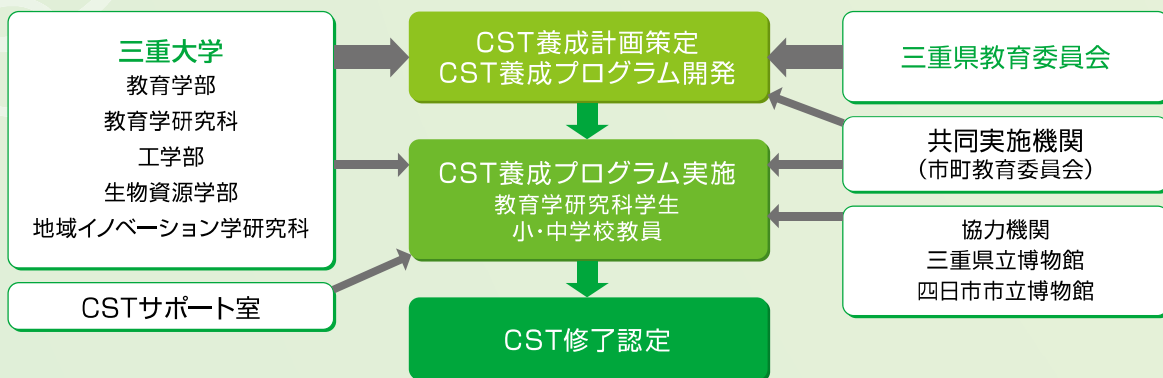 三重大学
教育学部
教育学研究科
工学部
生物資源学部
地域イノベーション学研究科
CSTサポート室
CST養成計画策定
CST養成プログラム開発
CST養成プログラム実施
教育学研究科学生
小・中学校教員
CST修了認定
三重県教育委員会
共同実施機関
(市町教育委員会)
協力機関
三重県立博物館
四日市市立博物館